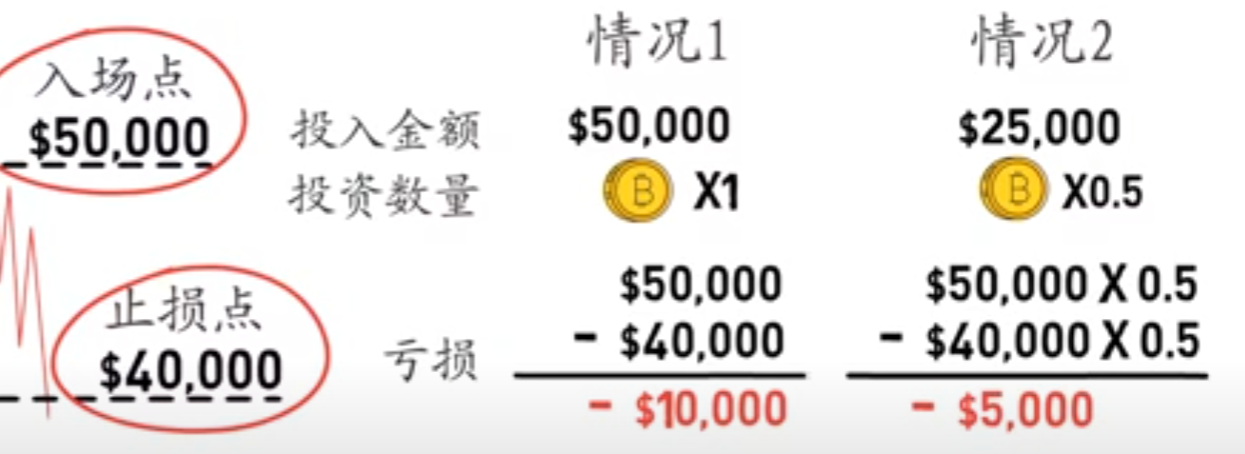 情况1 情况2
入场点
$50,000
投入金额 $50,000 $25,000
投资数量 B X1 B X0.5
止损点
$40,000
$50,000 $50,000 X 0.5
亏损 - $40,000 - $40,000 X 0.5
- $10,000 - $5,000